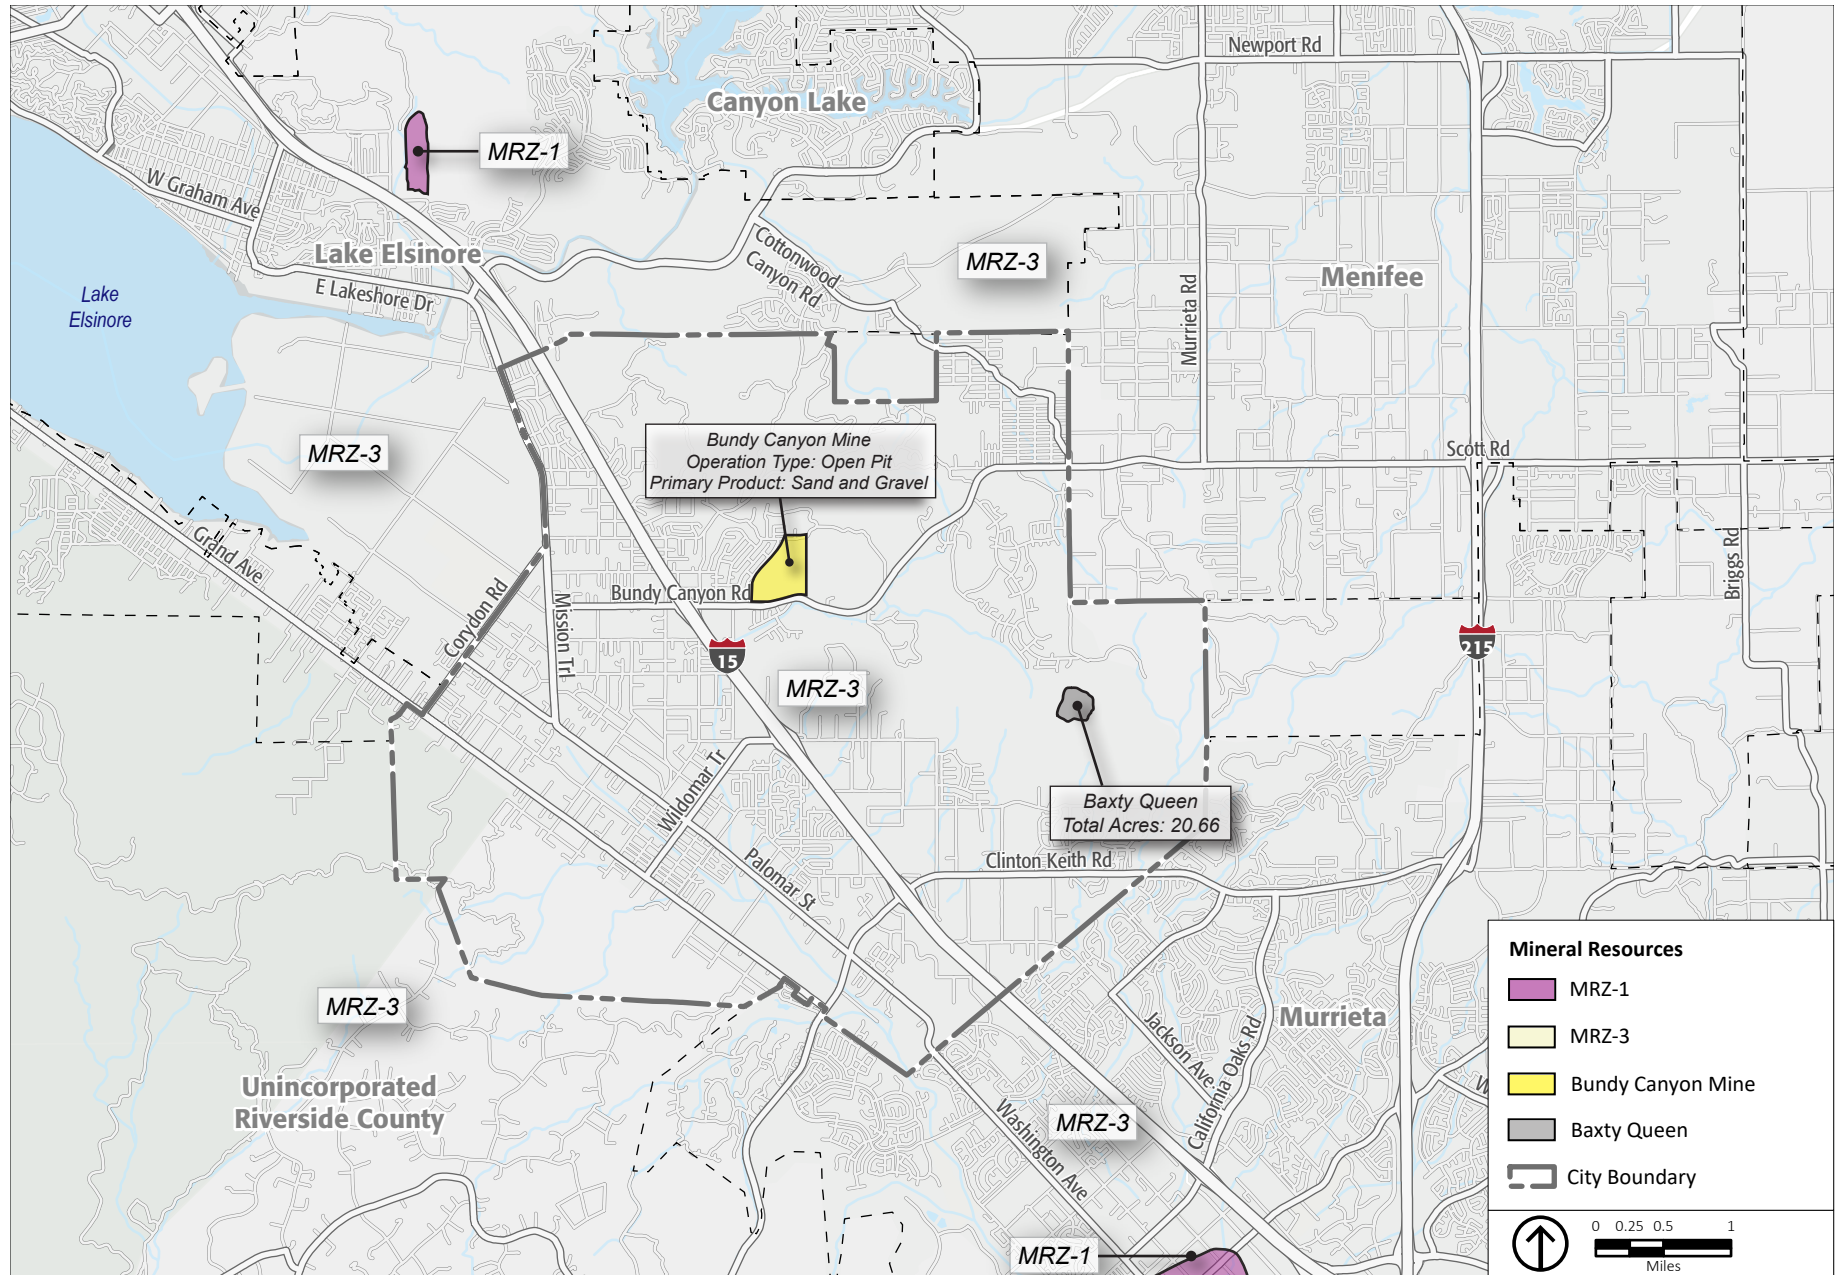 Newport Rd
Canyon Lake
MRZ-1
W Graham Ave
Lake Elsinore
Cottonwood
Canyon Rd
MRZ-3
Menifee
Lake
Elsinore
E Lakeshore Dr
Murrieta Rd
MRZ-3
Bundy Canyon Mine
Operation Type: Open Pit
Primary Product: Sand and Gravel
Scott Rd
Grand Ave
Corydon Rd
Mission Trl
Bundy Canyon Rd
Briggs Rd
15
215
MRZ-3
Wildomar Tr
Baxty Queen
Total Acres: 20.66
Palomar St
Clinton Keith Rd
MRZ-3
Unincorporated
Riverside County
Murrieta
Jackson Ave
California Oaks Rd
MRZ-3
Washington Ave
MRZ-1
W
Mineral Resources
MRZ-1
MRZ-3
Bundy Canyon Mine
Baxty Queen
City Boundary
0 0.25 0.5 1
Miles